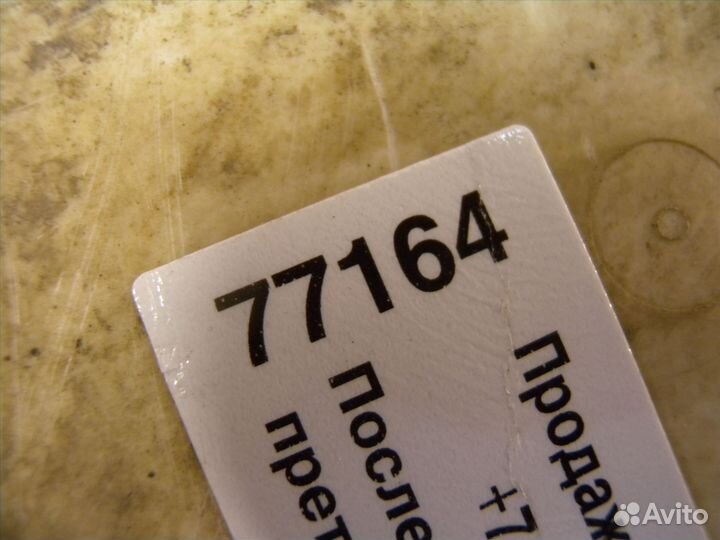 77164
Продаж
+7
После
прет
Avito